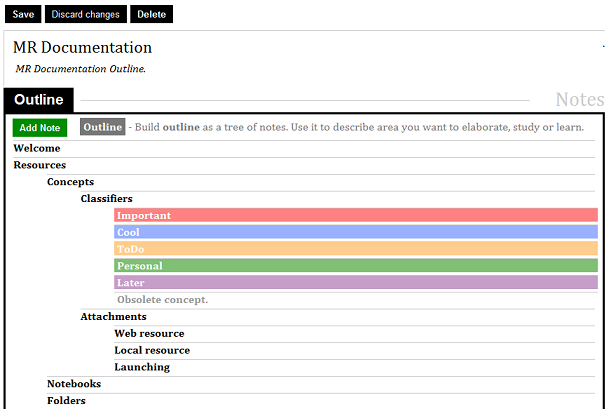 Save Discard changes Delete
MR Documentation
MR Documentation Outline.
Outline Notes
Add Note Outline - Build outline as a tree of notes. Use it to describe area you want to elaborate, study or learn.
Welcome
Resources
Concepts
Classifiers
Important
Cool
ToDo
Personal
Later
Obsolete concept.
Attachments
Web resource
Local resource
Launching
Notebooks
Folders